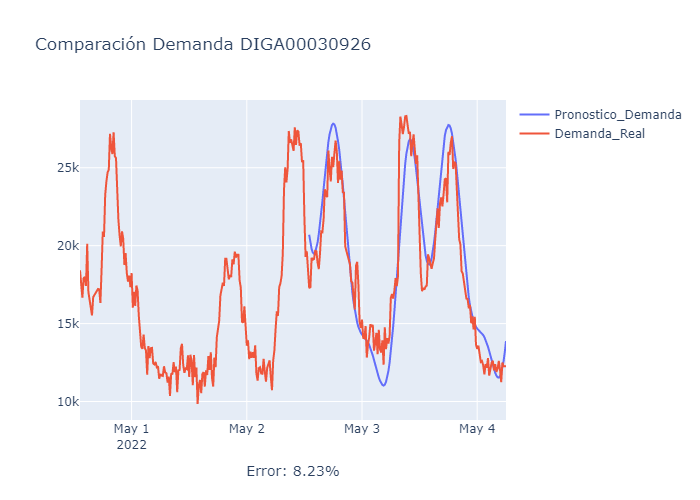 Comparación Demanda DIGA00030926
Pronostico_Demanda
Demanda_Real
25k
20k
15k
10k
May 1
2022
May 2
May 3
May 4
Error: 8.23%